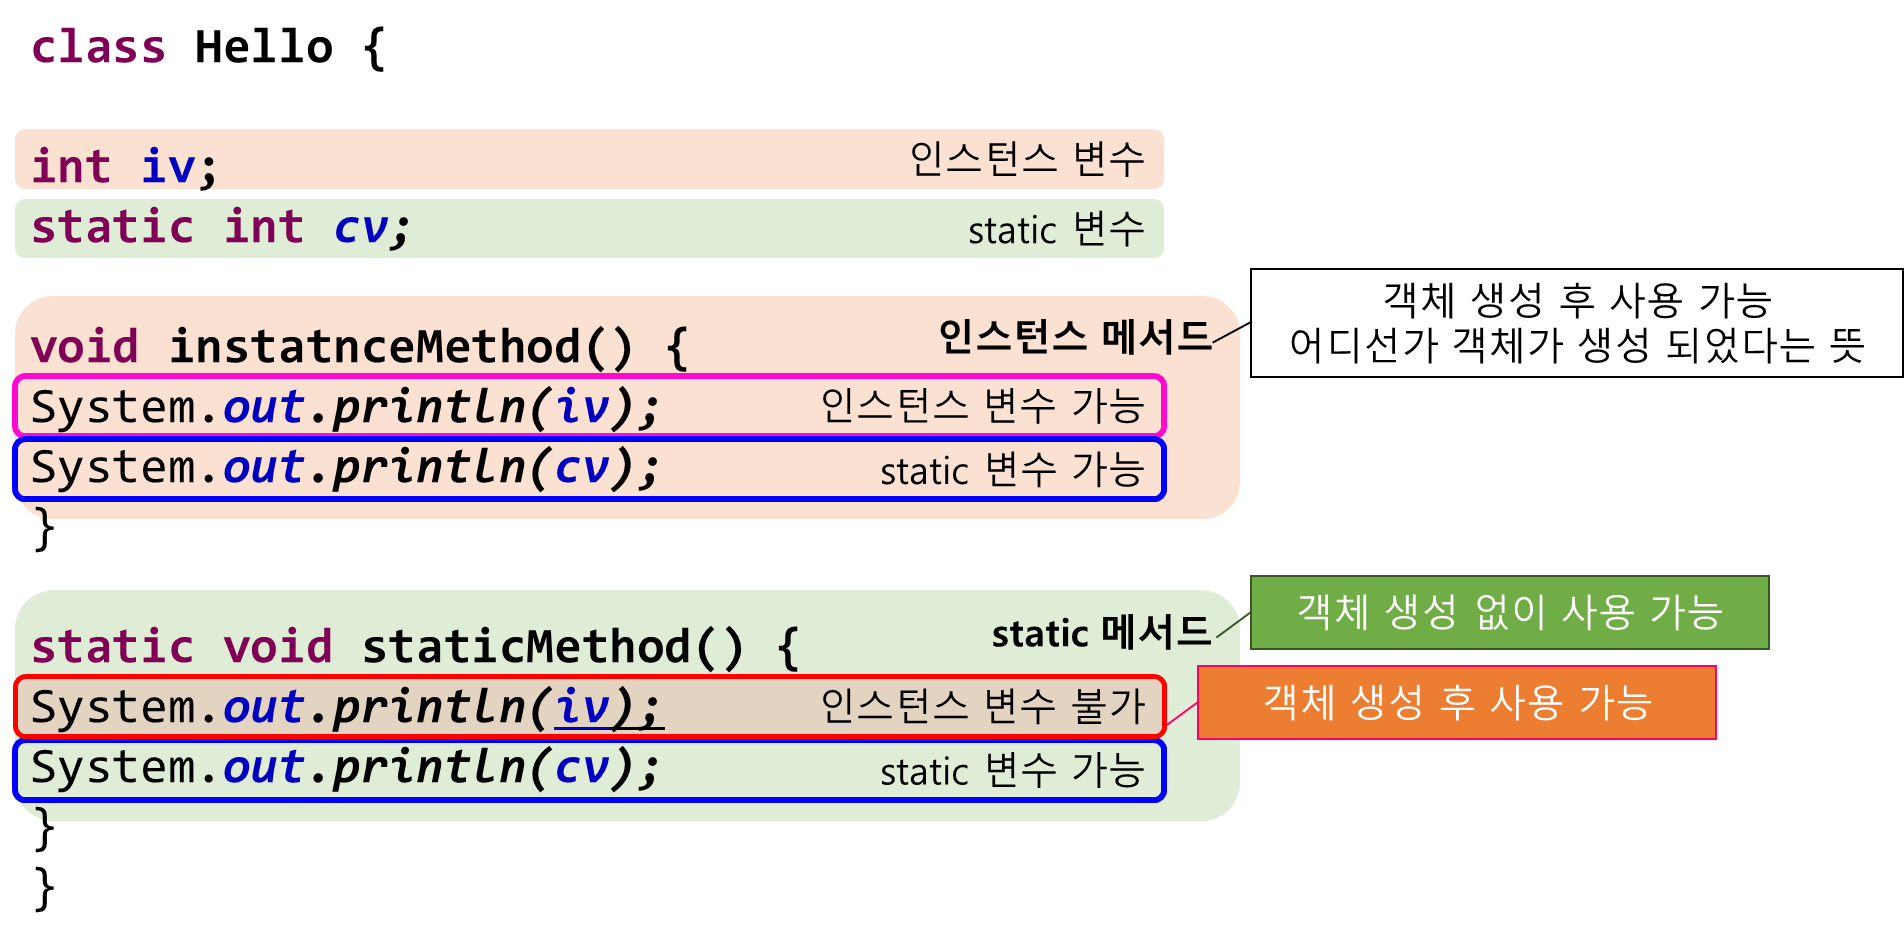 class Hello {
int iv; 인스턴스 변수
static int cv; static 변수
void instatnceMethod() { 인스턴스 메서드
객체 생성 후 사용 가능
어디선가 객체가 생성 되었다는 뜻
System.out.println(iv); 인스턴스 변수 가능
System.out.println(cv); static 변수 가능
}
static void staticMethod() { static 메서드
객체 생성 없이 사용 가능
System.out.println(iv); 인스턴스 변수 불가
객체 생성 후 사용 가능
System.out.println(cv); static 변수 가능
}
}